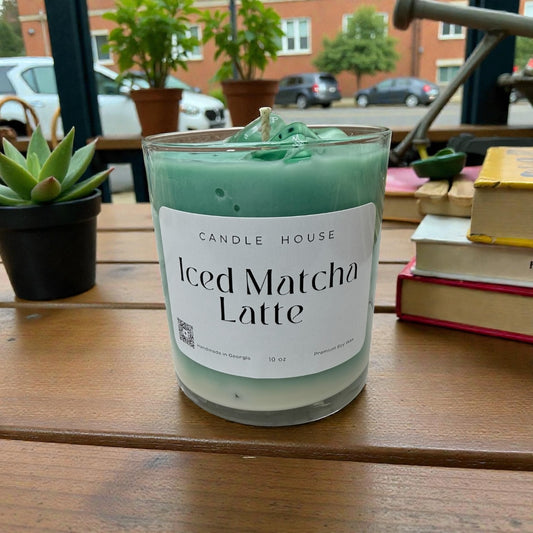 CANDLE HOUSE
Iced Matcha
Latte
Handmade in Georgia 10 oz Premium Soy Wax